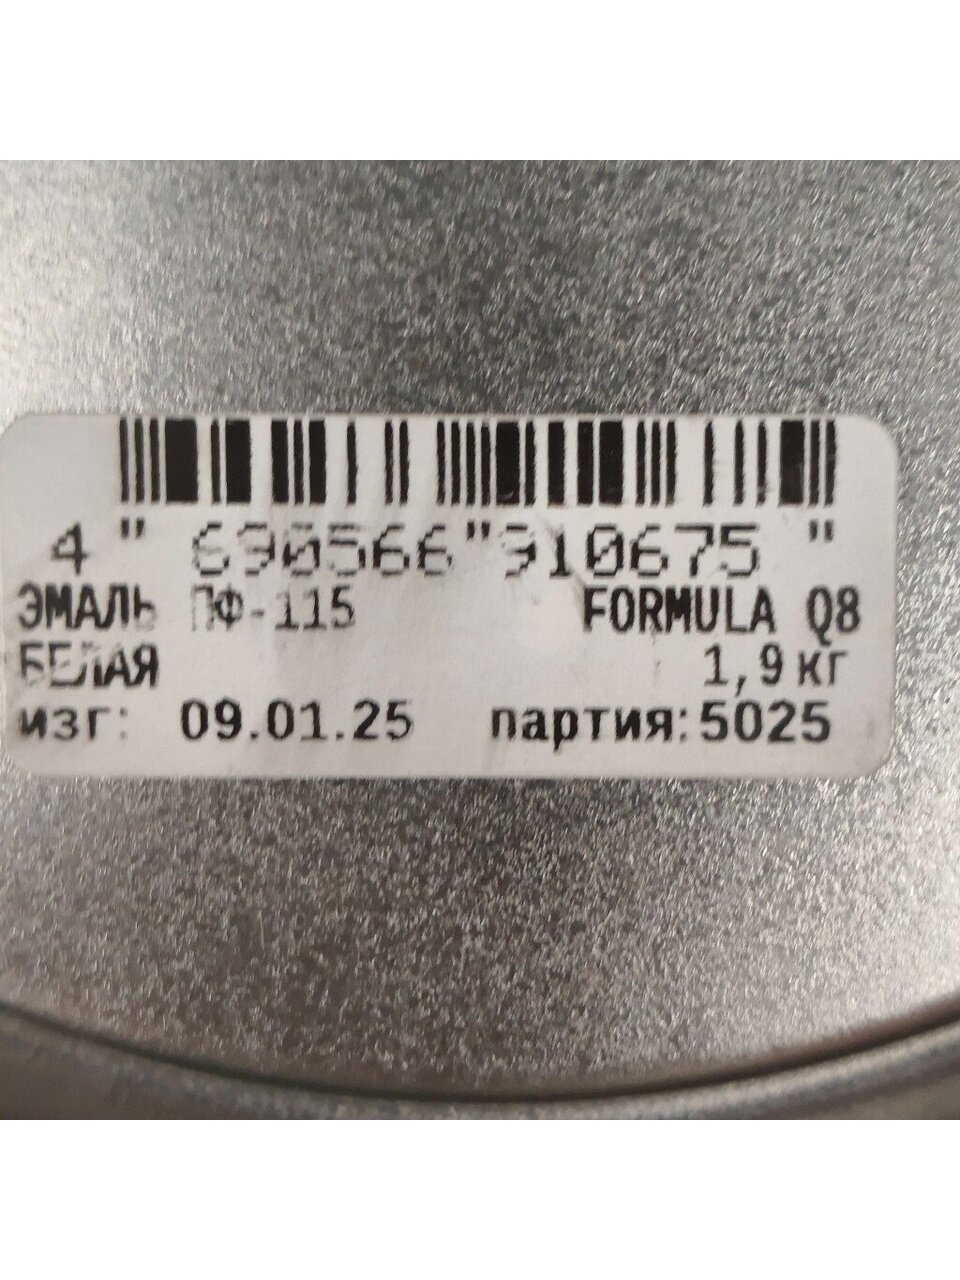 4 " 690566"910675 "
ЭМАЛЬ ПФ-115 FORMULA Q8
БЕЛАЯ 1,9 кг
изг: 09.01.25 партия: 5025